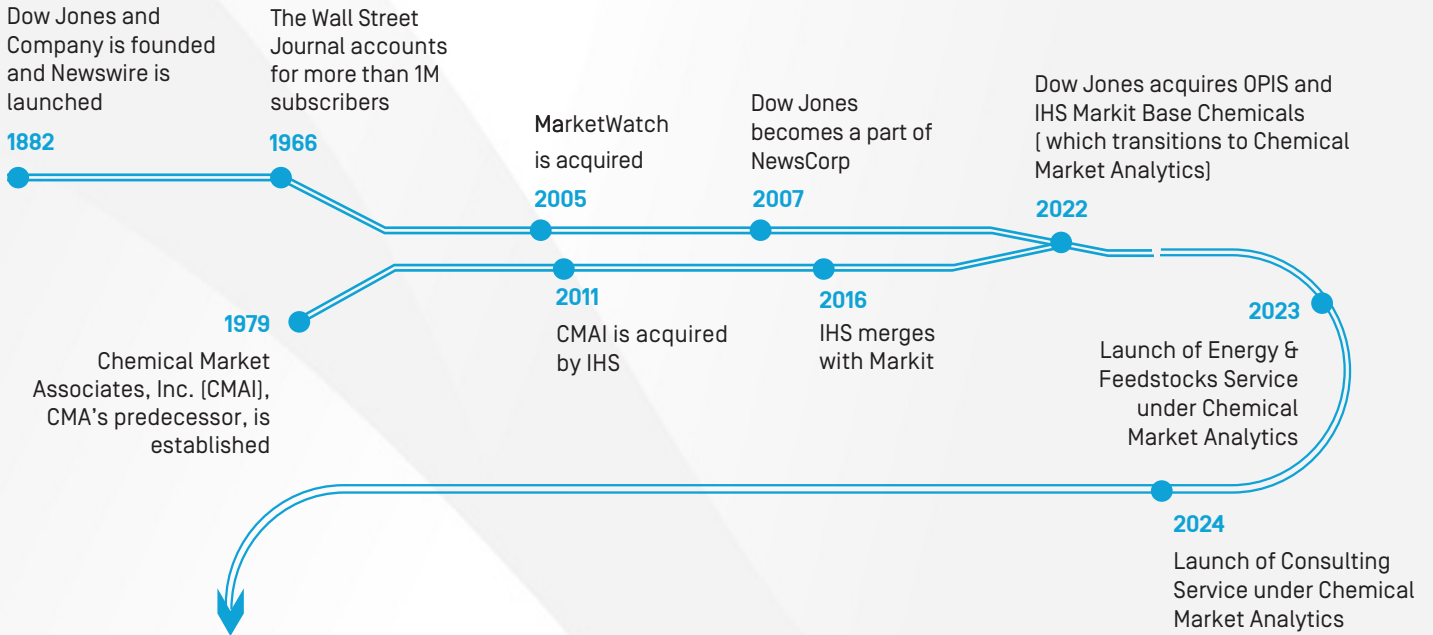 Dow Jones and
Company is founded
and Newswire is
launched
1882
The Wall Street
Journal accounts
for more than 1M
subscribers
1966
MarketWatch
is acquired
2005
Dow Jones
becomes a part of
NewsCorp
2007
Dow Jones acquires OPIS and
IHS Markit Base Chemicals
( which transitions to Chemical
Market Analytics)
2022
1979
Chemical Market
Associates, Inc. (CMAI),
CMA's predecessor, is
established
2011
CMAI is acquired
by IHS
2016
IHS merges
with Markit
2023
Launch of Energy &
Feedstocks Service
under Chemical
Market Analytics
2024
Launch of Consulting
Service under Chemical
Market Analytics